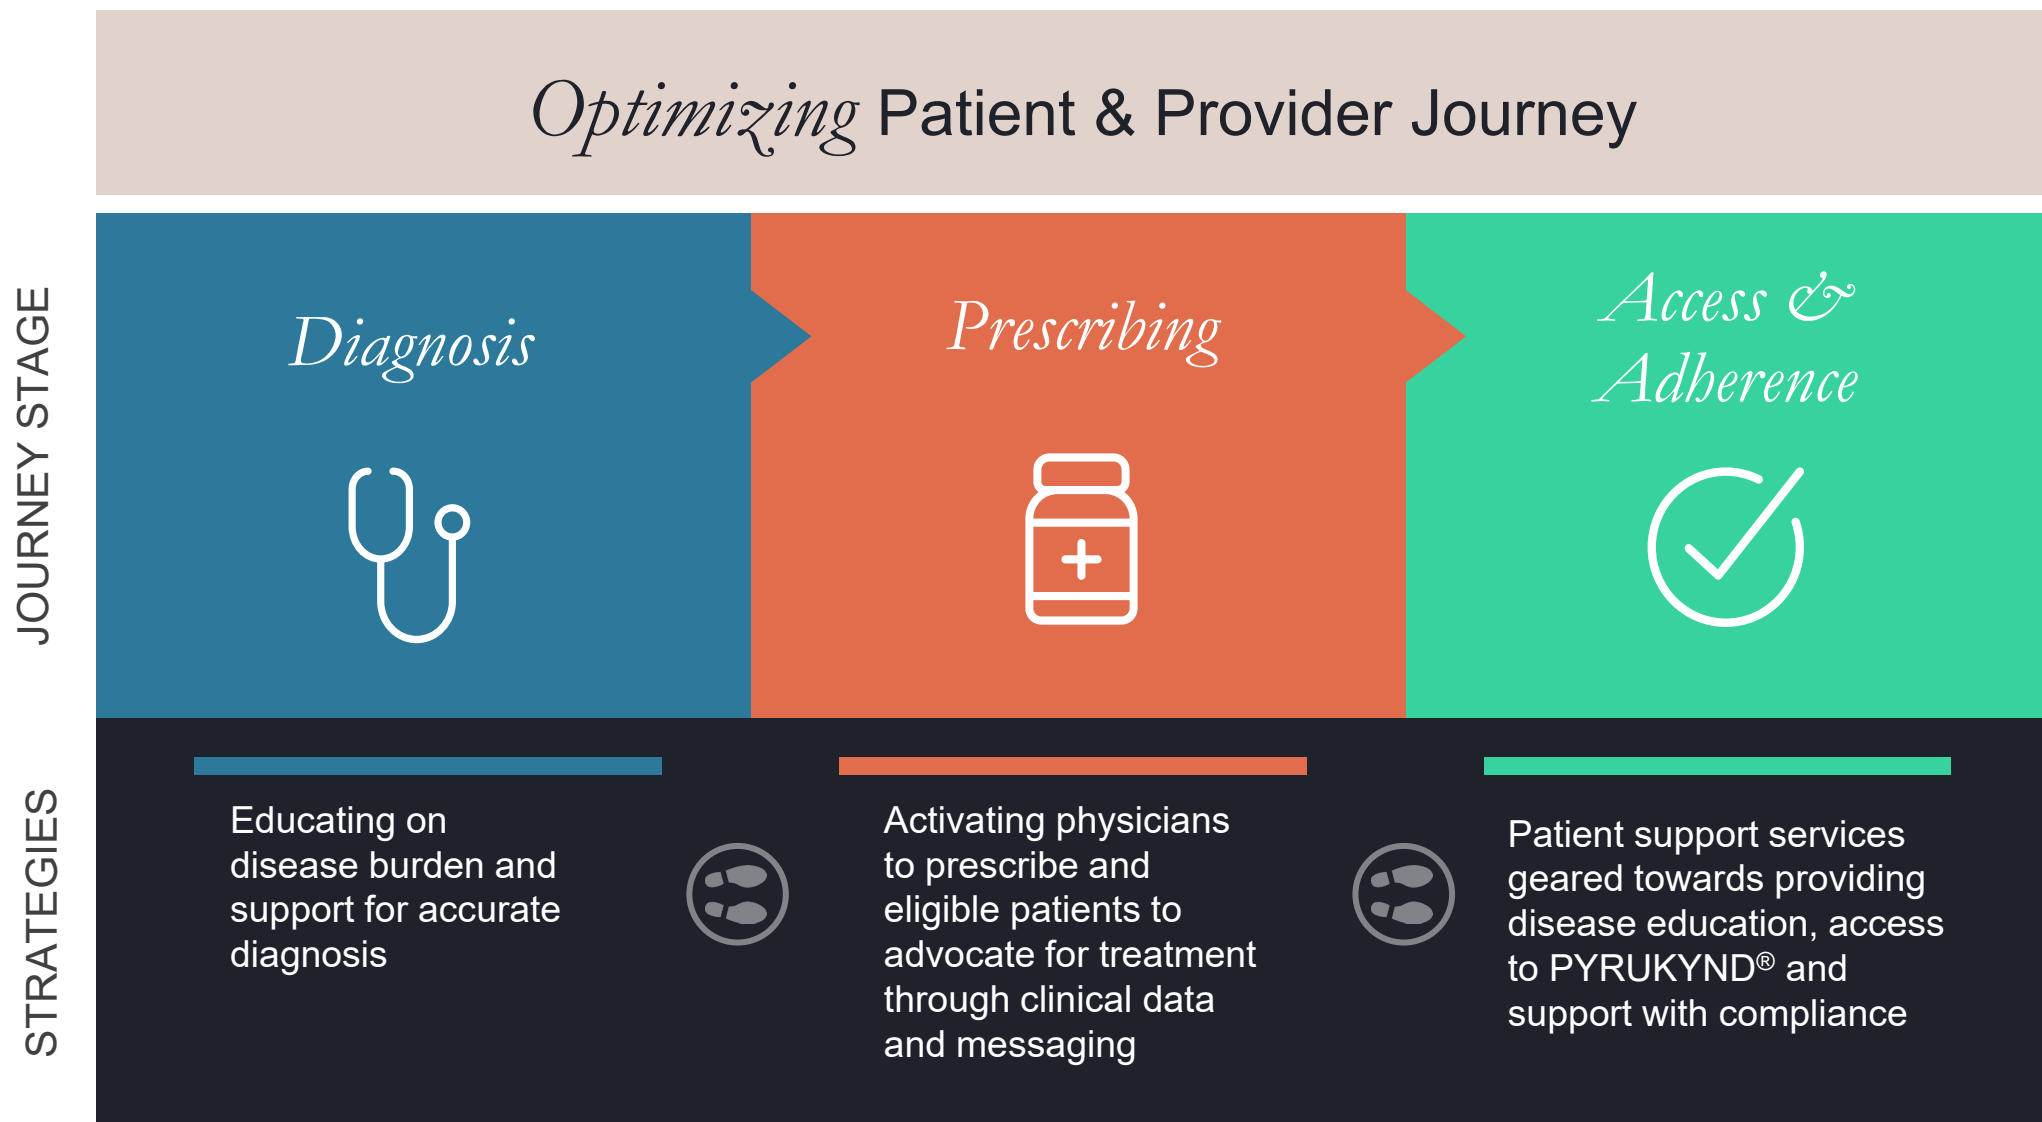 Optimizing Patient & Provider Journey
JOURNEY STAGE
Diagnosis
Prescribing
Access &
Adherence
STRATEGIES
Educating on
disease burden and
support for accurate
diagnosis
Activating physicians
to prescribe and
eligible patients to
advocate for treatment
through clinical data
and messaging
Patient support services
geared towards providing
disease education, access
to PYRUKYND® and
support with compliance